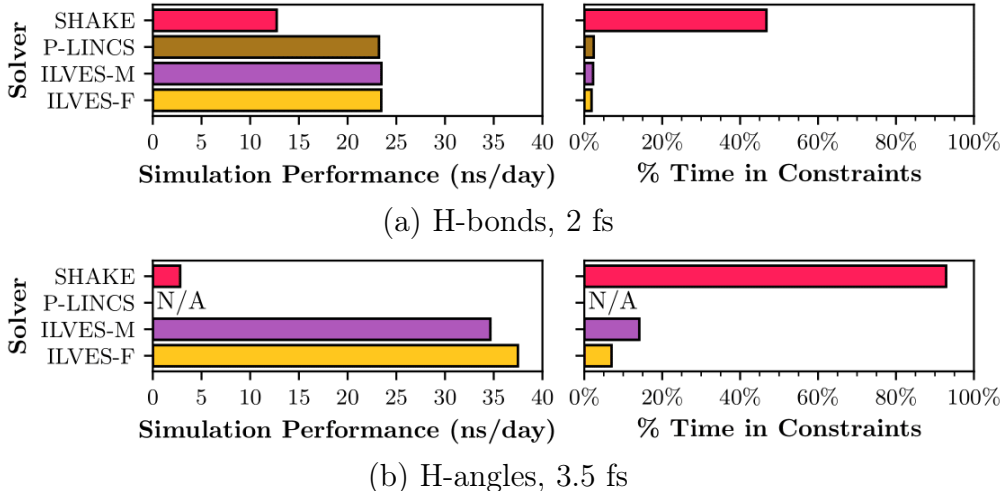 Solver
SHAKE
P-LINCS
ILVES-M
ILVES-F
0 5 10 15 20 25 30 35 40
Simulation Performance (ns/day)
0% 20% 40% 60% 80% 100%
% Time in Constraints
(a) H-bonds, 2 fs
Solver
SHAKE
P-LINCS
ILVES-M
ILVES-F
N/A
0 5 10 15 20 25 30 35 40
Simulation Performance (ns/day)
N/A
0% 20% 40% 60% 80% 100%
% Time in Constraints
(b) H-angles, 3.5 fs